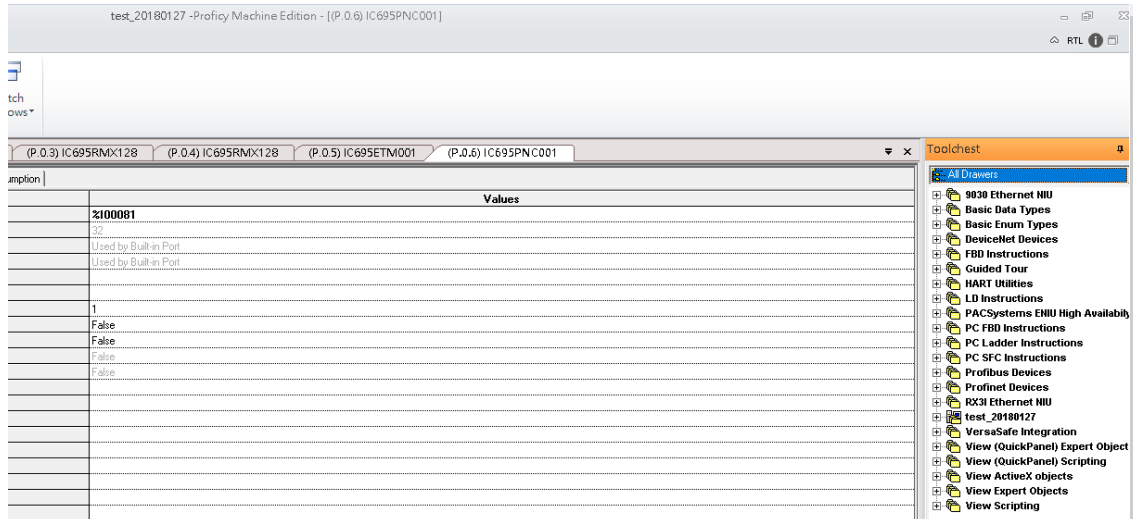 test_20180127 -Proficy Machine Edition - [(P.0.6) IC695PNC001]
RTL
tch
ows
(P.0.3) IC695RMX128
(P.0.4) IC695RMX128
(P.0.5) IC695ETM001
(P.0.6) IC695PNC001
umption
Values
%I00081
32
Used by Built-in Port
Used by Built-in Port
1
False
False
False
False
Toolchest
All Drawers
9030 Ethernet NIU
Basic Data Types
Basic Enum Types
DeviceNet Devices
FBD Instructions
Guided Tour
HART Utilities
LD Instructions
PACSystems ENIU High Availabily
PC FBD Instructions
PC Ladder Instructions
PC SFC Instructions
Profibus Devices
Profinet Devices
RX3I Ethernet NIU
test_20180127
VersaSafe Integration
View (QuickPanel) Expert Object
View (QuickPanel) Scripting
View ActiveX objects
View Expert Objects
View Scripting